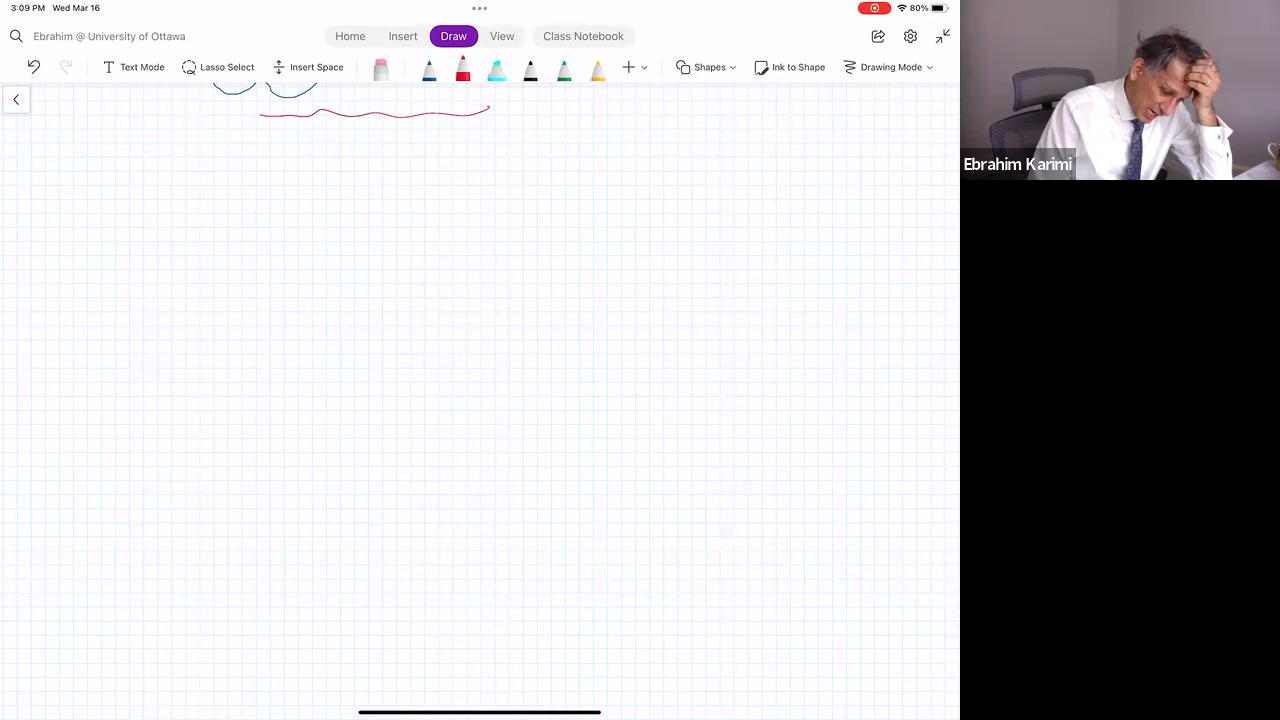 3:09 PM Wed Mar 16
80%
Ebrahim @ University of Ottawa
Home Insert Draw View Class Notebook
Text Mode Lasso Select Insert Space Shapes Ink to Shape Drawing Mode
Ebrahim Karimi